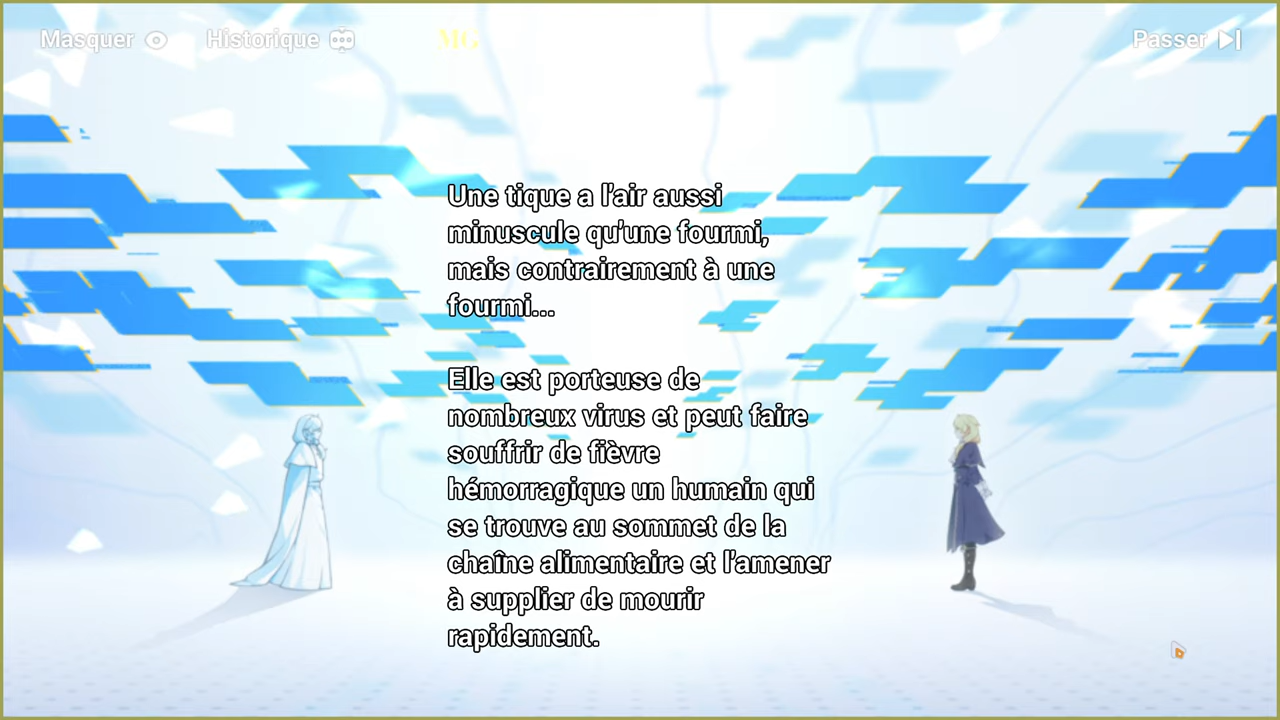 Masquer
Historique
MG
Passer
Une tique a l'air aussi
minuscule qu'une fourmi,
mais contrairement à une
fourmi...
Elle est porteuse de
nombreux virus et peut faire
souffrir de fièvre
hémorragique un humain qui
se trouve au sommet de la
chaîne alimentaire et l'amener
à supplier de mourir
rapidement.